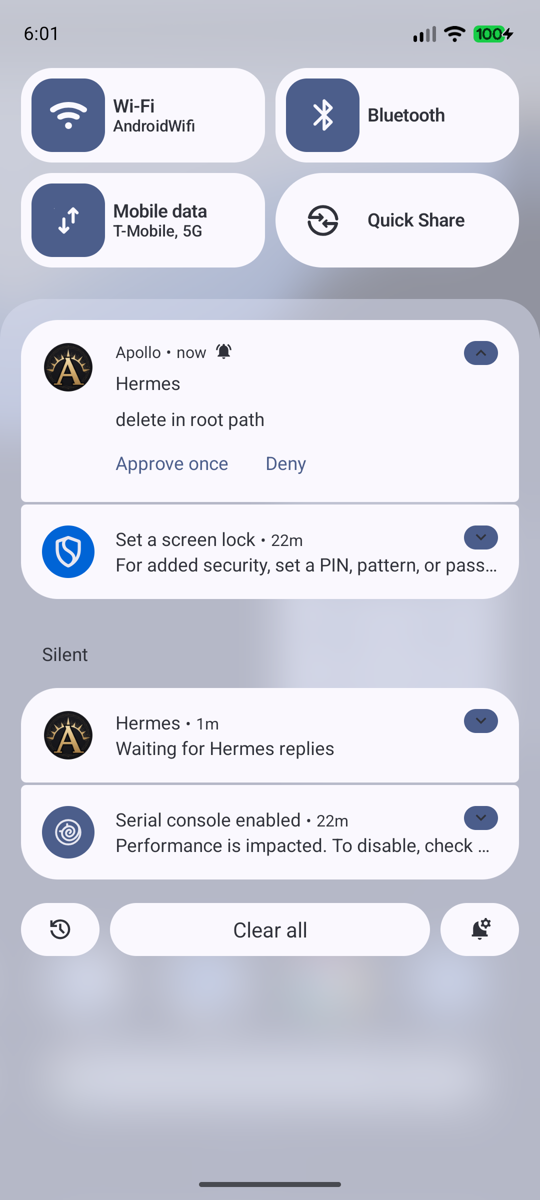 6:01
100
Wi-Fi
AndroidWifi
Bluetooth
Mobile data
T-Mobile, 5G
Quick Share
Apollo • now
Hermes
delete in root path
Approve once
Deny
Set a screen lock • 22m
For added security, set a PIN, pattern, or pass…
Silent
Hermes • 1m
Waiting for Hermes replies
Serial console enabled • 22m
Performance is impacted. To disable, check …
Clear all